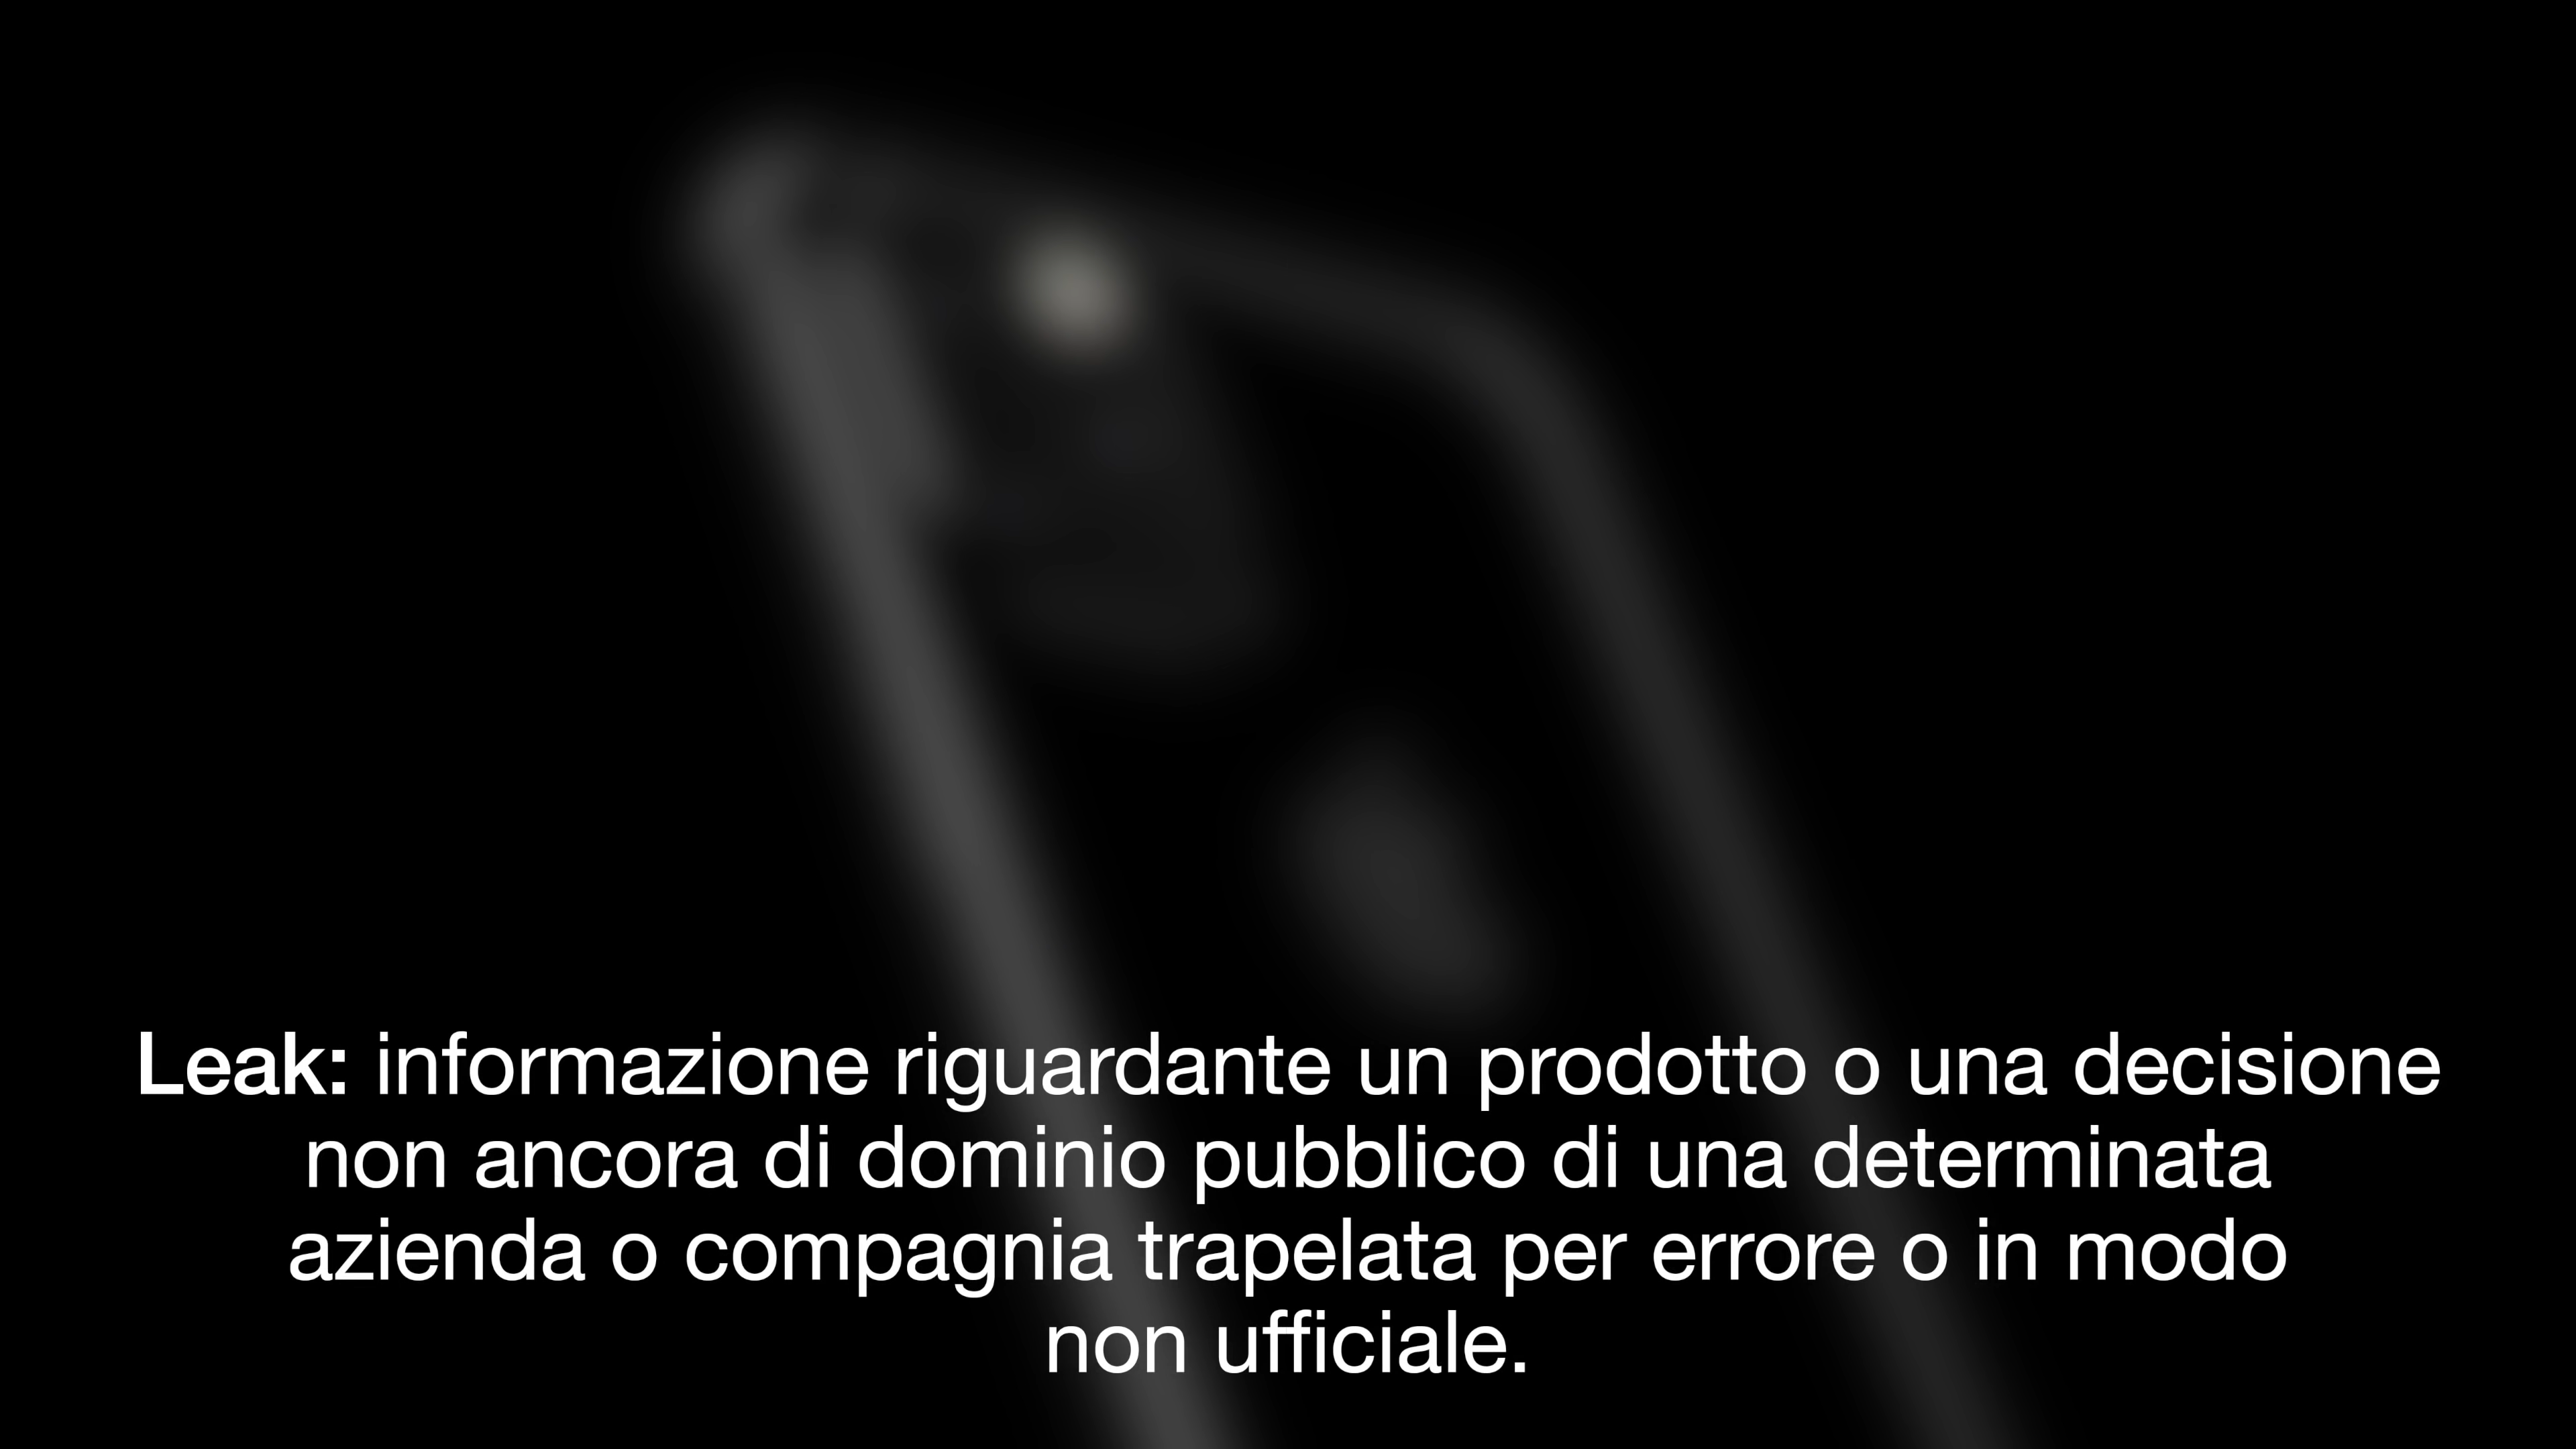 Leak: informazione riguardante un prodotto o una decisione
non ancora di dominio pubblico di una determinata
azienda o compagnia trapelata per errore o in modo
non ufficiale.